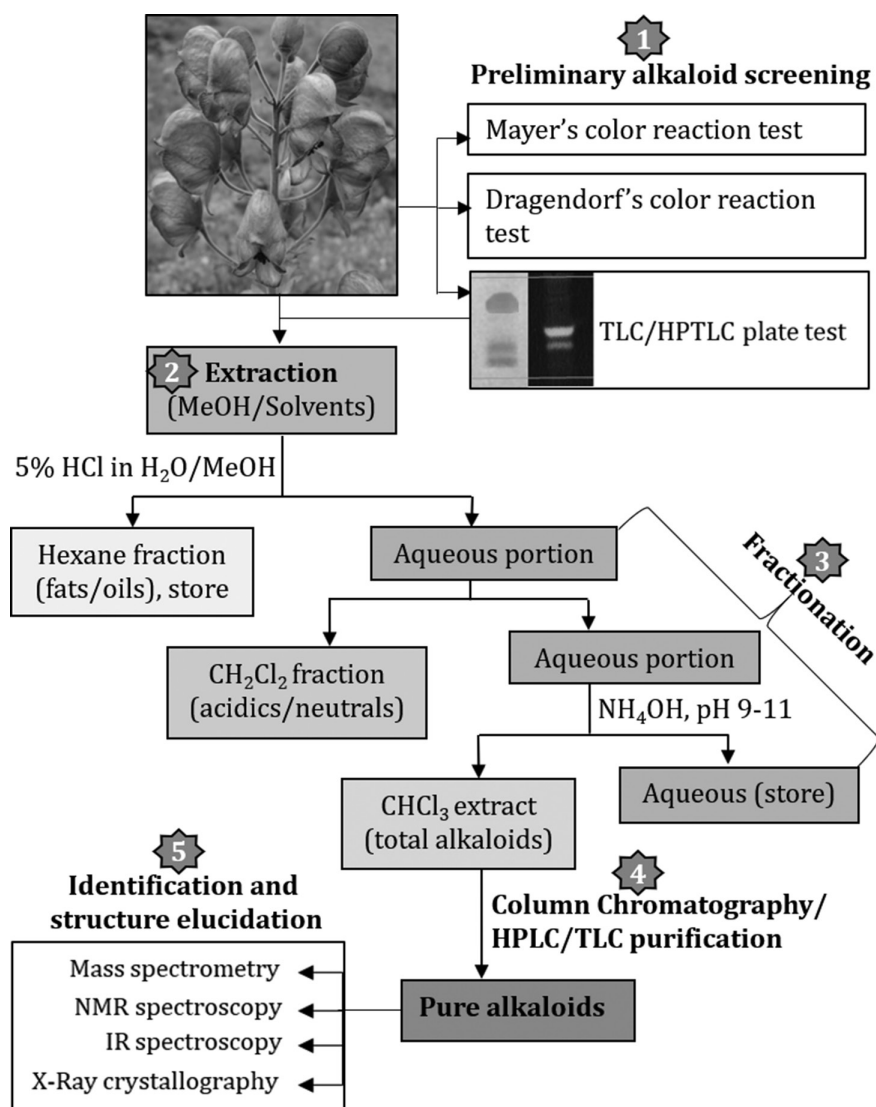 1
Preliminary alkaloid screening
Mayer’s color reaction test
Dragendorf’s color reaction
test
TLC/HPTLC plate test
2 Extraction
(MeOH/Solvents)
5% HCl in H₂O/MeOH
Hexane fraction
(fats/oils), store
Aqueous portion
3
Fractionation
CH₂Cl₂ fraction
(acidics/neutrals)
Aqueous portion
NH₄OH, pH 9-11
CHCl₃ extract
(total alkaloids)
Aqueous (store)
4
Column Chromatography/
HPLC/TLC purification
5
Identification and
structure elucidation
Mass spectrometry
NMR spectroscopy
IR spectroscopy
X-Ray crystallography
Pure alkaloids